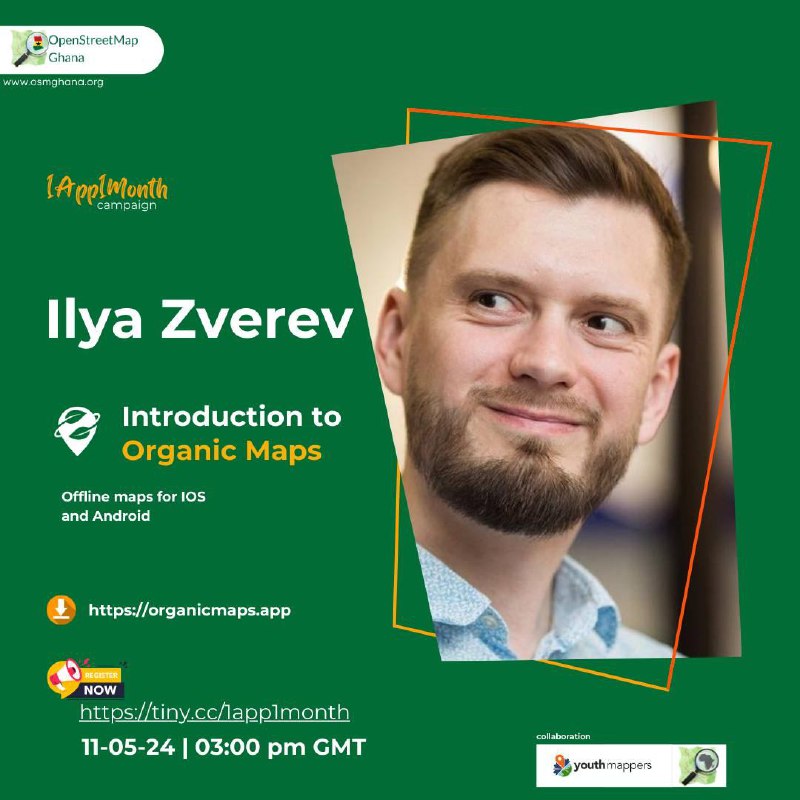 OpenStreetMap
Ghana
www.osmghana.org
1App1Month
campaign
Ilya Zverev
Introduction to
Organic Maps
Offline maps for IOS
and Android
https://organicmaps.app
REGISTER
NOW
https://tiny.cc/1app1month
11-05-24 | 03:00 pm GMT
collaboration
youthmappers